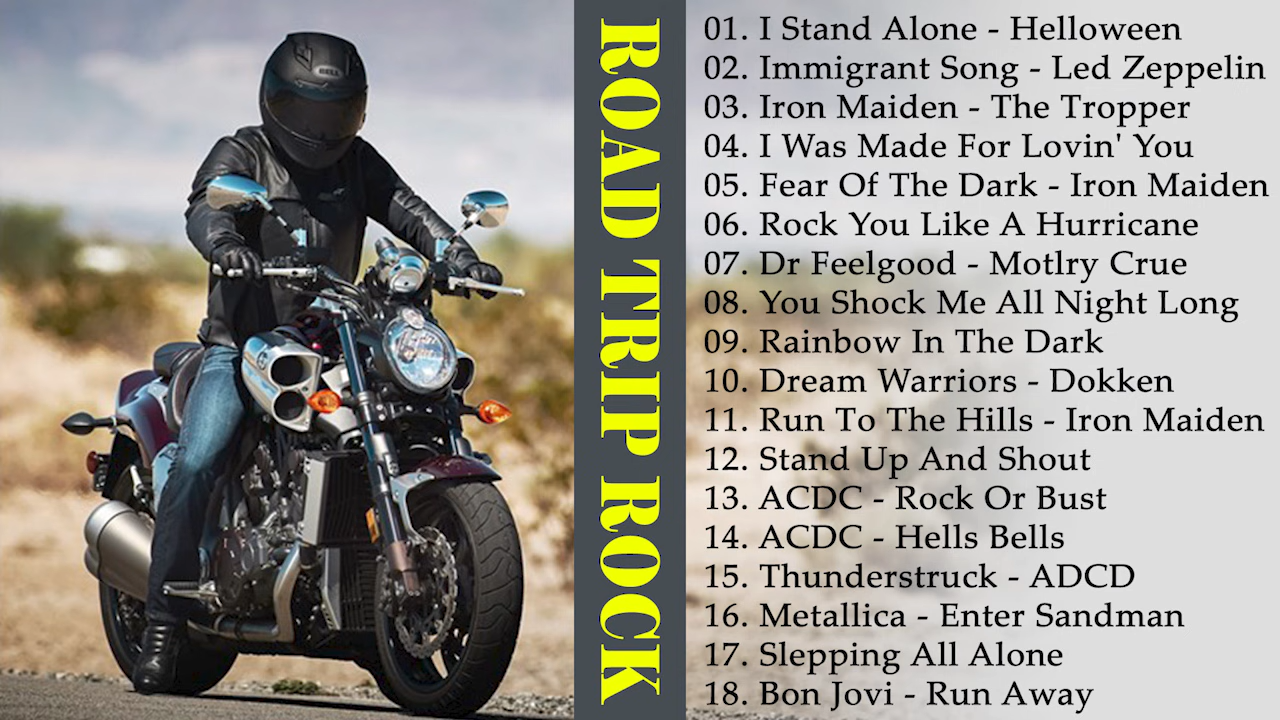 BELL
ROAD TRIP ROCK
01. I Stand Alone - Helloween
02. Immigrant Song - Led Zeppelin
03. Iron Maiden - The Tropper
04. I Was Made For Lovin' You
05. Fear Of The Dark - Iron Maiden
06. Rock You Like A Hurricane
07. Dr Feelgood - Motlry Crue
08. You Shock Me All Night Long
09. Rainbow In The Dark
10. Dream Warriors - Dokken
11. Run To The Hills - Iron Maiden
12. Stand Up And Shout
13. ACDC - Rock Or Bust
14. ACDC - Hells Bells
15. Thunderstruck - ADCD
16. Metallica - Enter Sandman
17. Slepping All Alone
18. Bon Jovi - Run Away